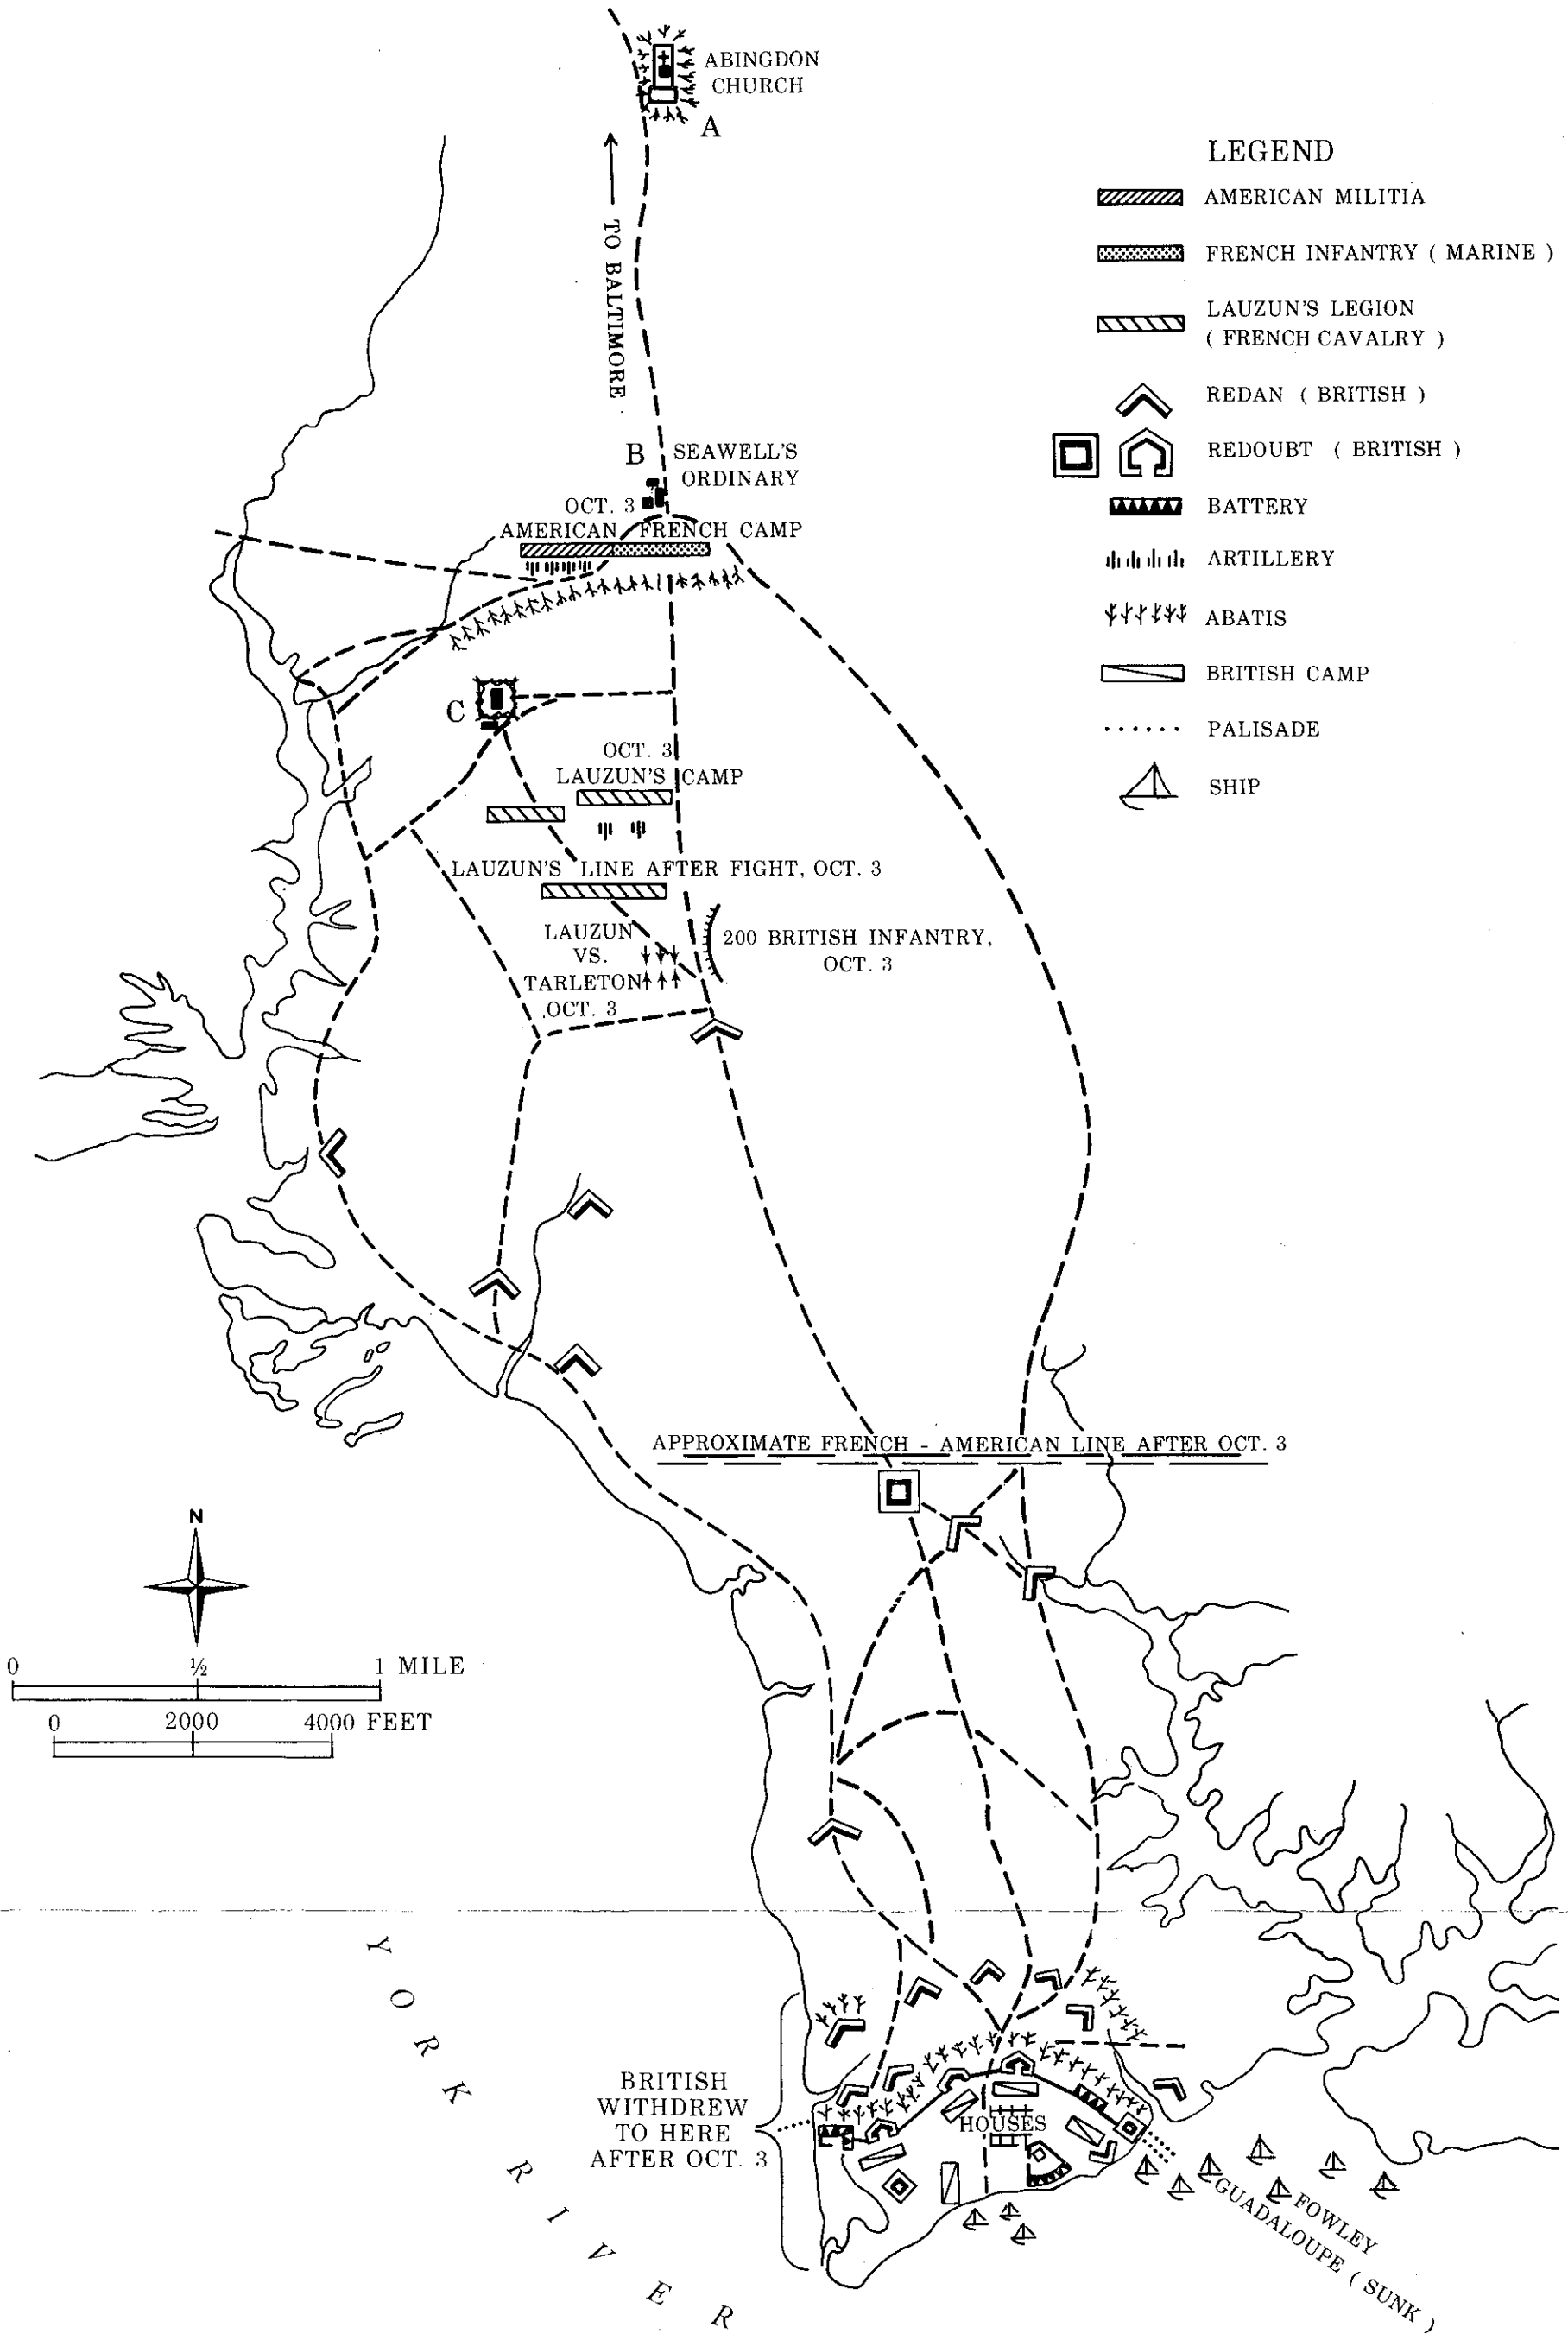 ABINGDON
CHURCH
A
TO BALTIMORE
LEGEND
AMERICAN MILITIA
FRENCH INFANTRY ( MARINE )
LAUZUN'S LEGION
( FRENCH CAVALRY )
REDAN ( BRITISH )
REDOUBT ( BRITISH )
BATTERY
ARTILLERY
ABATIS
BRITISH CAMP
PALISADE
SHIP
B
SEAWELL'S
ORDINARY
OCT. 3
AMERICAN FRENCH CAMP
C
OCT. 3
LAUZUN'S CAMP
LAUZUN'S LINE AFTER FIGHT, OCT. 3
LAUZUN
VS.
TARLETON
OCT. 3
200 BRITISH INFANTRY,
OCT. 3
APPROXIMATE FRENCH - AMERICAN LINE AFTER OCT. 3
N
0 ½ 1 MILE
0 2000 4000 FEET
YORK RIVER
BRITISH
WITHDREW
TO HERE
AFTER OCT. 3
HOUSES
FOWLEY
GUADALOUPE ( SUNK )